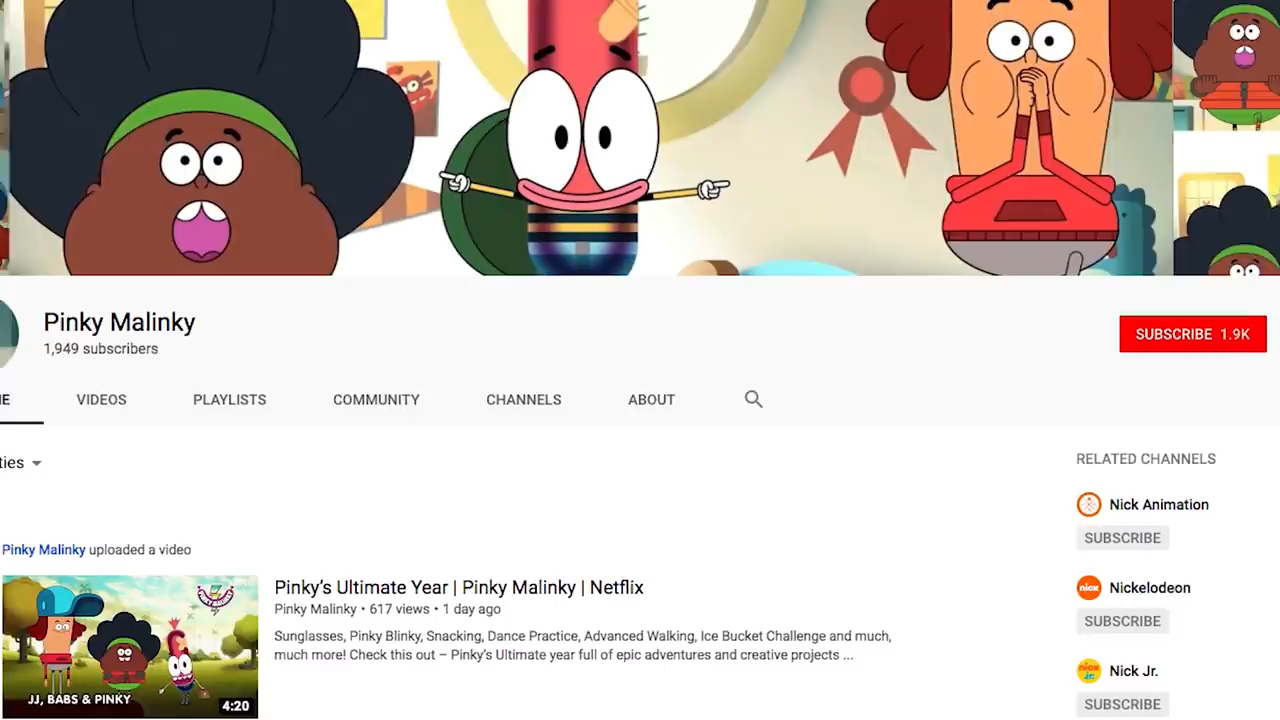 Pinky Malinky
1,949 subscribers
SUBSCRIBE 1.9K
E
VIDEOS
PLAYLISTS
COMMUNITY
CHANNELS
ABOUT
ties
RELATED CHANNELS
Nick Animation
SUBSCRIBE
nick
Nickelodeon
SUBSCRIBE
nick jr.
Nick Jr.
SUBSCRIBE
Pinky Malinky uploaded a video
JJ, BABS & PINKY
4:20
Pinky’s Ultimate Year | Pinky Malinky | Netflix
Pinky Malinky • 617 views • 1 day ago
Sunglasses, Pinky Blinky, Snacking, Dance Practice, Advanced Walking, Ice Bucket Challenge and much,
much more! Check this out – Pinky’s Ultimate year full of epic adventures and creative projects ...